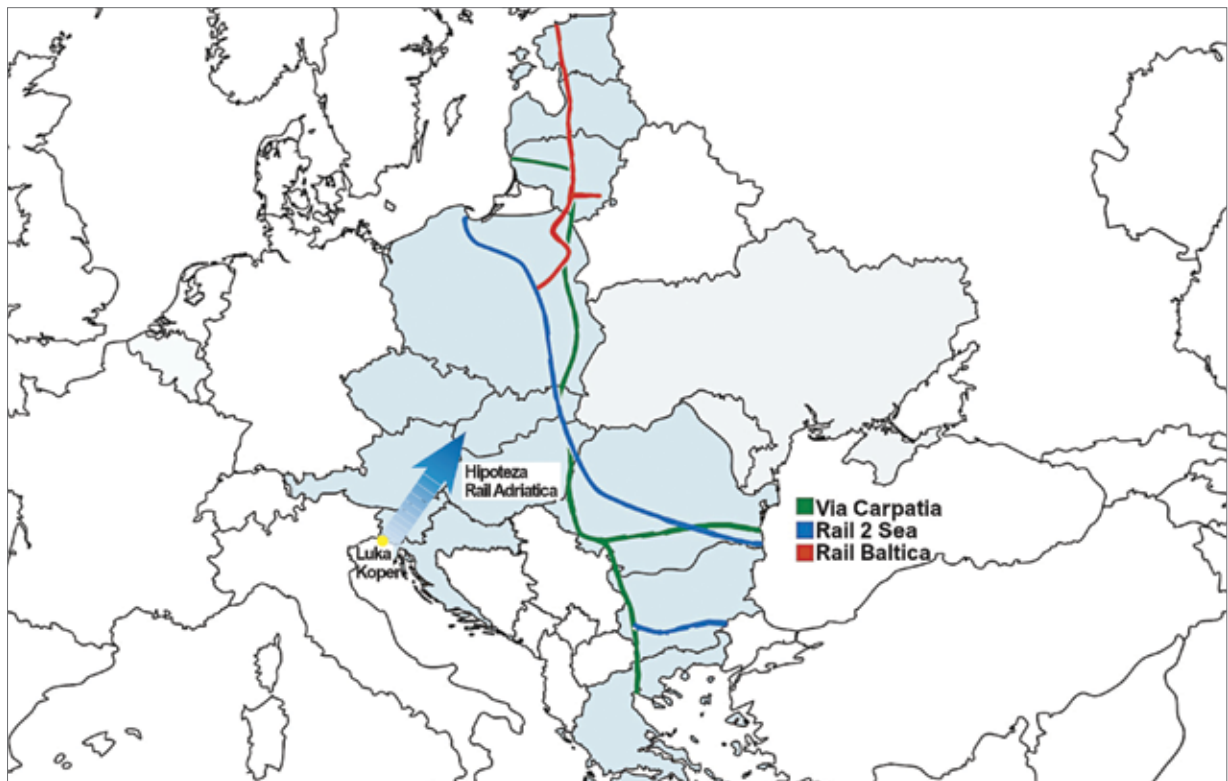 Hipoteza
Rail Adriatica
Luka
Koper
Via Carpatia
Rail 2 Sea
Rail Baltica